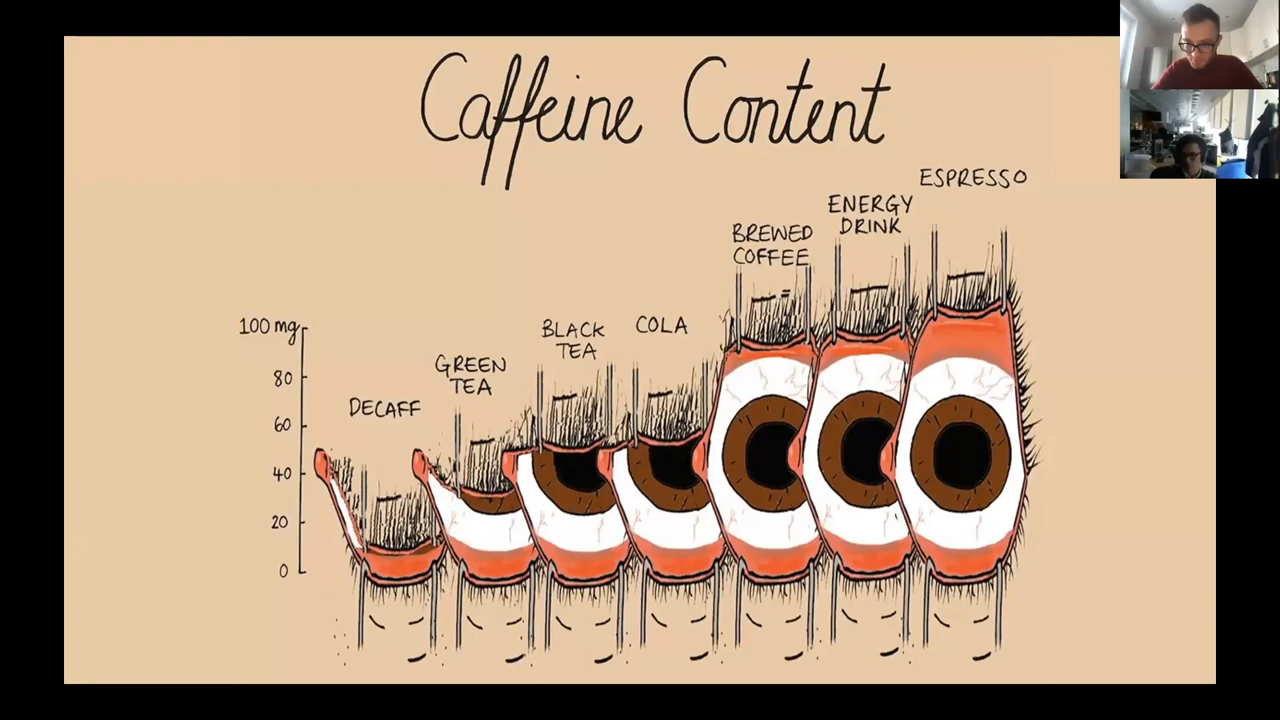 Caffeine Content
ESPRESSO
ENERGY
DRINK
BREWED
COFFEE
BLACK
TEA
COLA
GREEN
TEA
DECAFF
100 mg
80
60
40
20
0